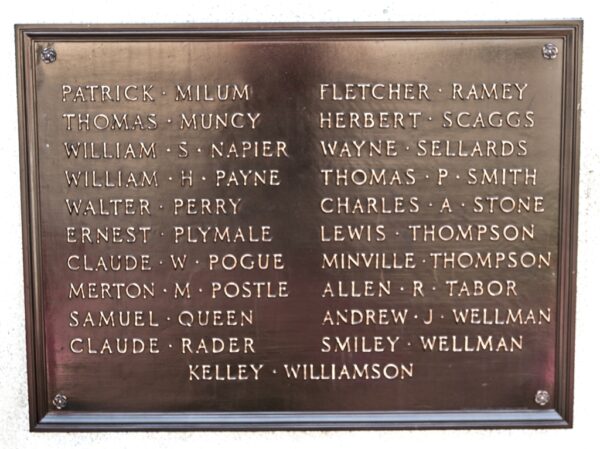 PATRICK · MILUM
THOMAS · MUNCY
WILLIAM · S · NAPIER
WILLIAM · H · PAYNE
WALTER · PERRY
ERNEST · PLYMALE
CLAUDE · W · POGUE
MERTON · M · POSTLE
SAMUEL · QUEEN
CLAUDE · RADER
FLETCHER · RAMEY
HERBERT · SCAGGS
WAYNE · SELLARDS
THOMAS · P · SMITH
CHARLES · A · STONE
LEWIS · THOMPSON
MINVILLE · THOMPSON
ALLEN · R · TABOR
ANDREW · J · WELLMAN
SMILEY · WELLMAN
KELLEY · WILLIAMSON